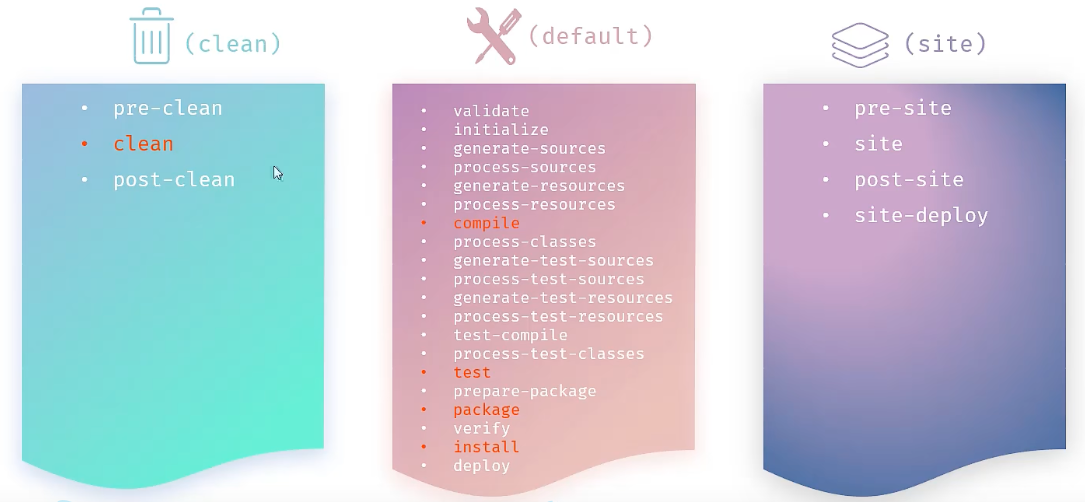 (clean)
• pre-clean
• clean
• post-clean
(default)
• validate
• initialize
• generate-sources
• process-sources
• generate-resources
• process-resources
• compile
• process-classes
• generate-test-sources
• process-test-sources
• generate-test-resources
• process-test-resources
• test-compile
• process-test-classes
• test
• prepare-package
• package
• verify
• install
• deploy
(site)
• pre-site
• site
• post-site
• site-deploy